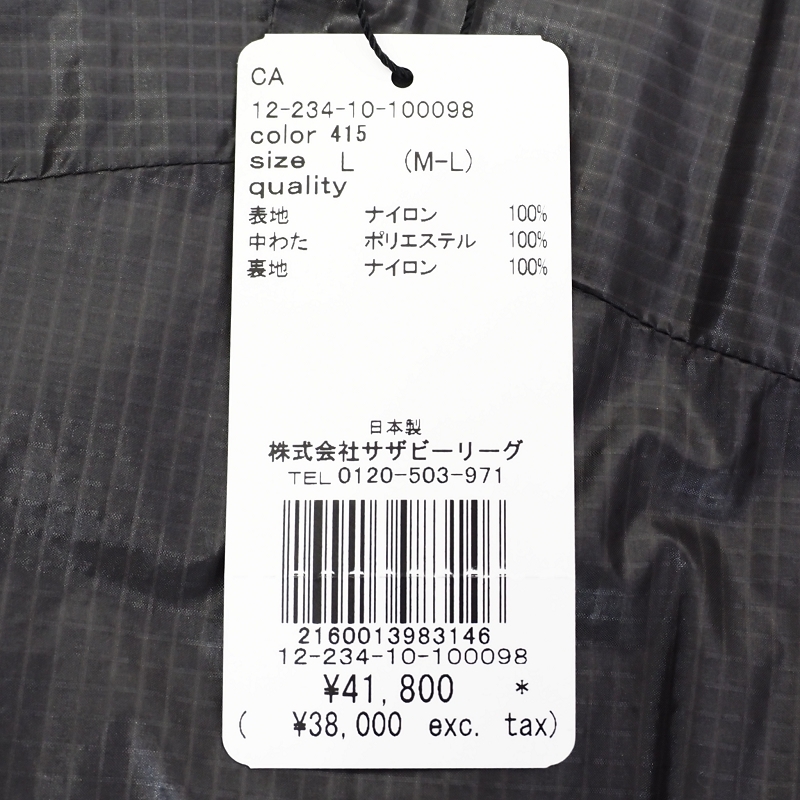 CA
12-234-10-100098
color 415
size L (M-L)
quality
表地 ナイロン 100%
中わた ポリエステル 100%
裏地 ナイロン 100%
日本製
株式会社サザビーリーグ
TEL 0120-503-971
2160013983146
12-234-10-100098
¥41,800 *
( ¥38,000 exc. tax)